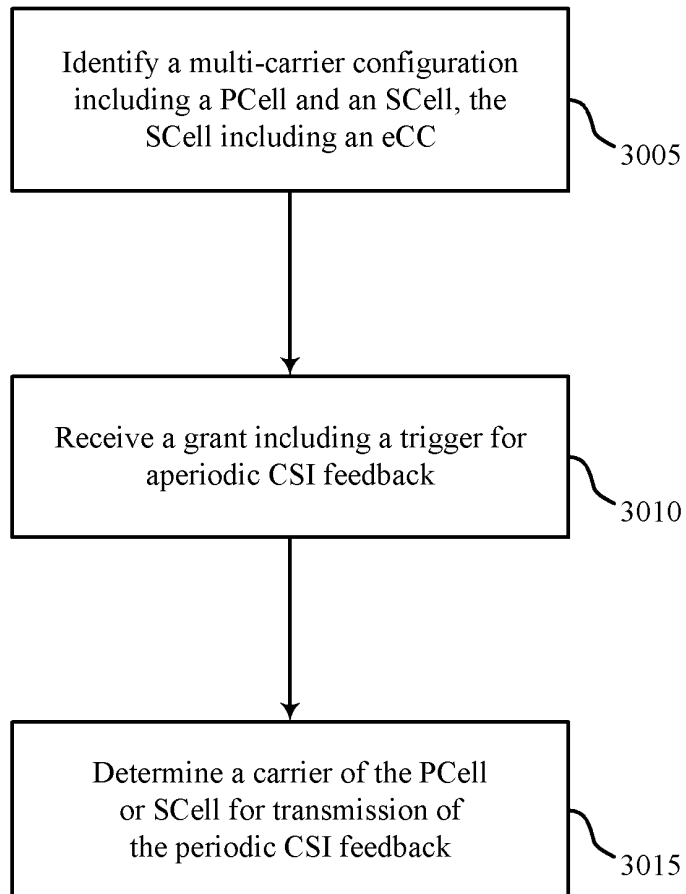 Identify a multi-carrier configuration
including a PCell and an SCell, the
SCell including an eCC
3005
Receive a grant including a trigger for
aperiodic CSI feedback
3010
Determine a carrier of the PCell
or SCell for transmission of
the periodic CSI feedback
3015